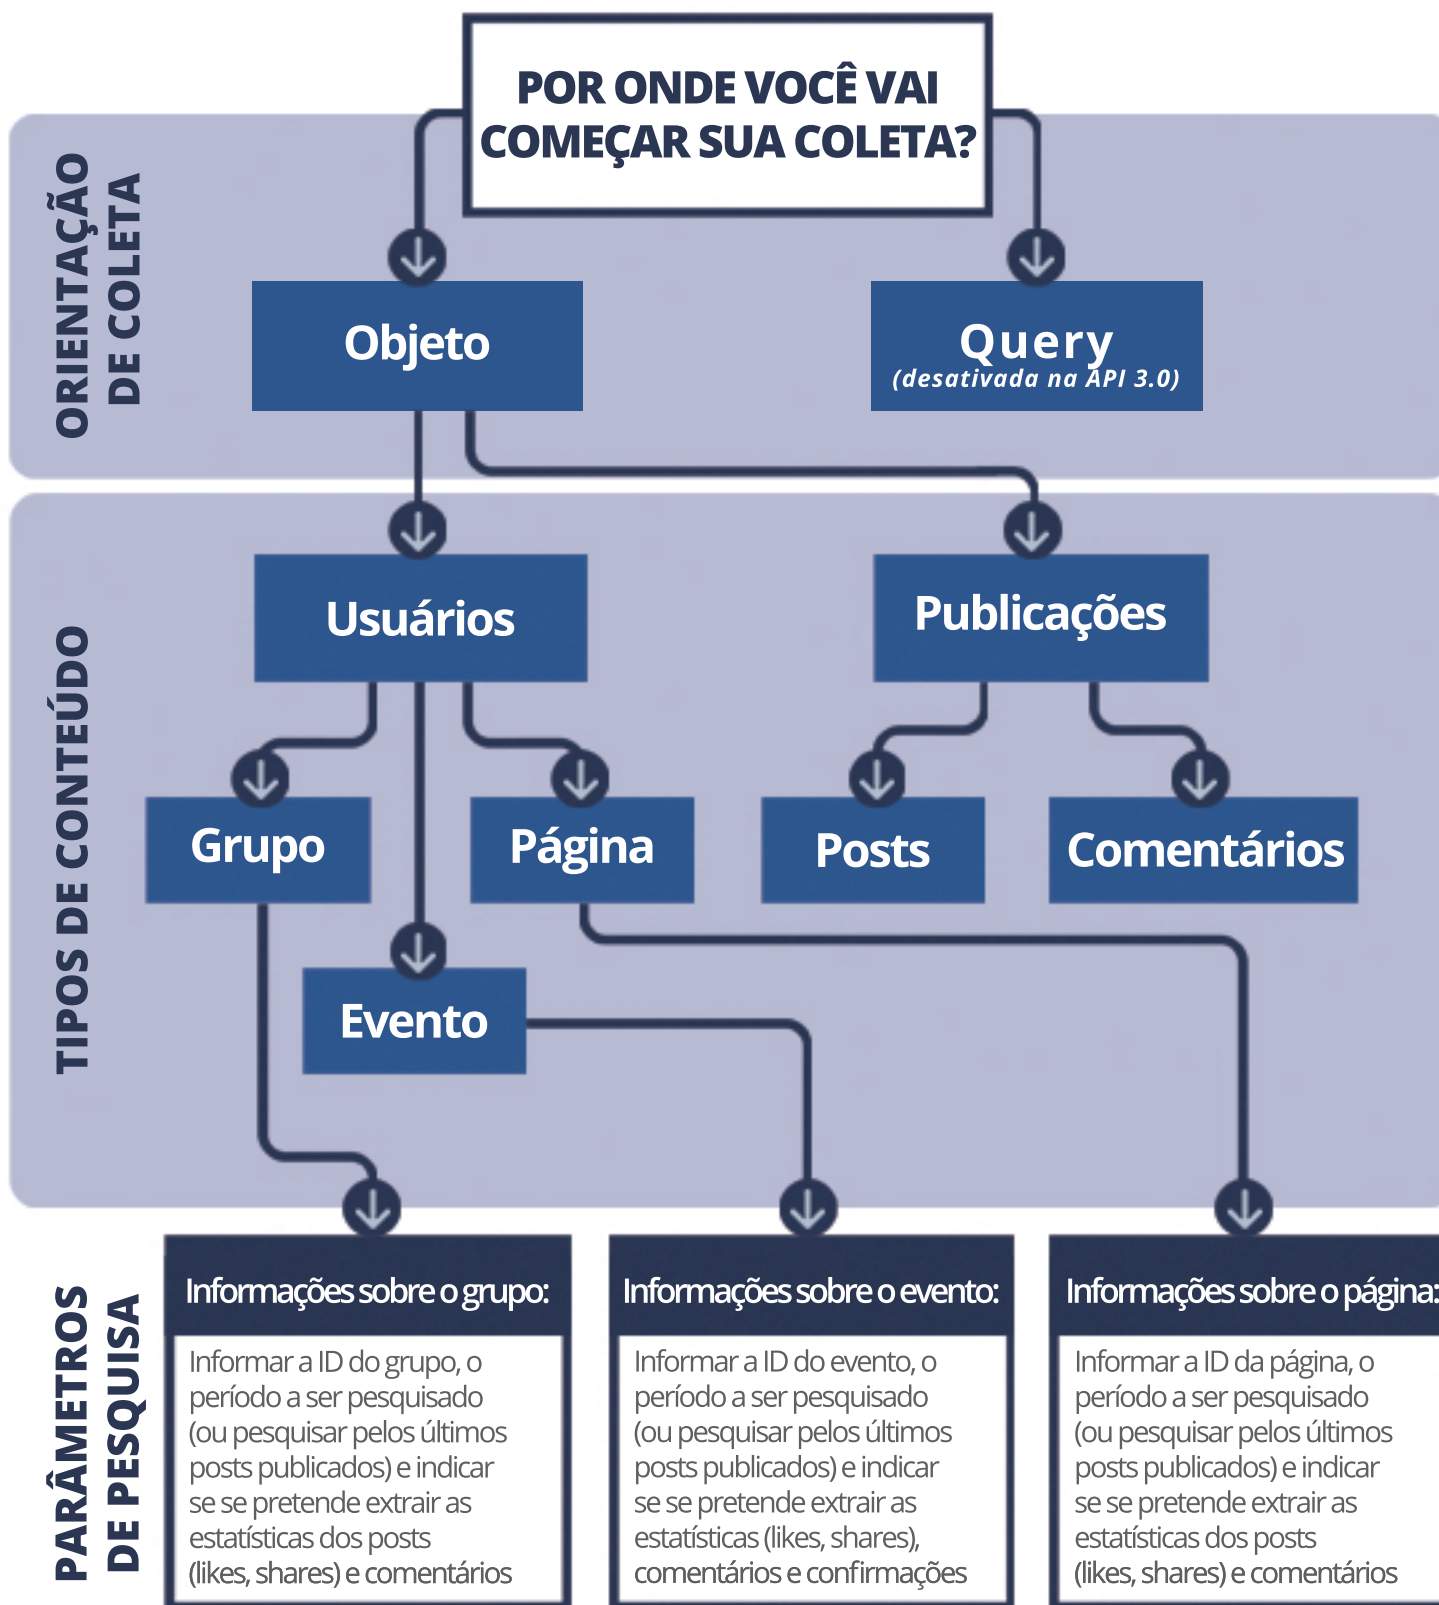 POR ONDE VOCÊ VAI
COMEÇAR SUA COLETA?
ORIENTAÇÃO
DE COLETA
Objeto
Query
(desativada na API 3.0)
TIPOS DE CONTEÚDO
Usuários
Publicações
Grupo
Página
Posts
Comentários
Evento
PARÂMETROS
DE PESQUISA
Informações sobre o grupo:
Informar a ID do grupo, o
período a ser pesquisado
(ou pesquisar pelos últimos
posts publicados) e indicar
se se pretende extrair as
estatísticas dos posts
(likes, shares) e comentários
Informações sobre o evento:
Informar a ID do evento, o
período a ser pesquisado
(ou pesquisar pelos últimos
posts publicados) e indicar
se se pretende extrair as
estatísticas (likes, shares),
comentários e confirmações
Informações sobre o página:
Informar a ID da página, o
período a ser pesquisado
(ou pesquisar pelos últimos
posts publicados) e indicar
se se pretende extrair as
estatísticas dos posts
(likes, shares) e comentários